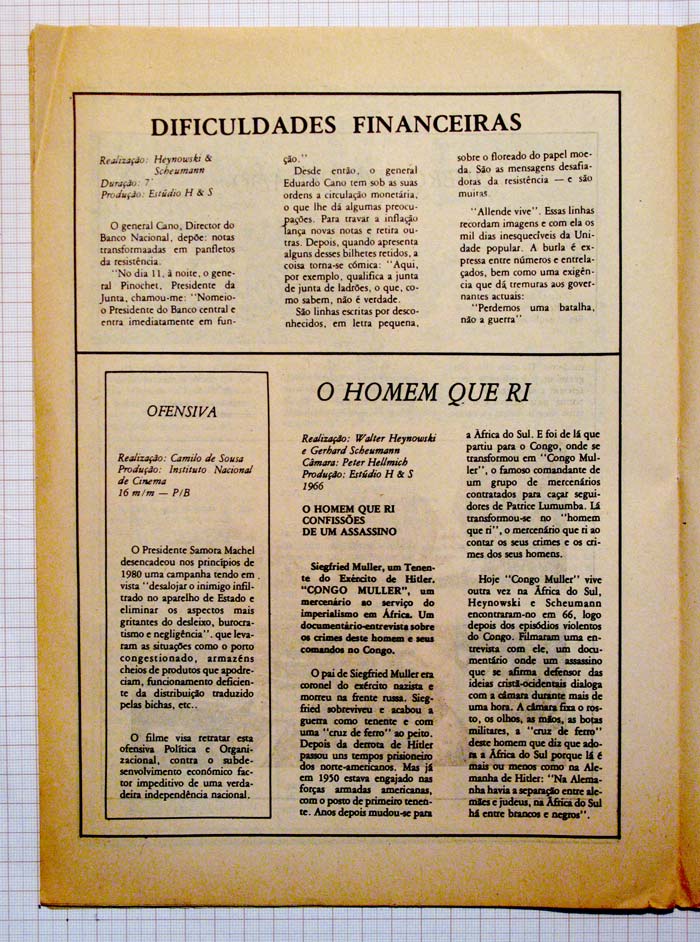 DIFICULDADES FINANCEIRAS
Realização: Heynowski &
Scheumann
Duração: 7'
Produção: Estúdio H & S
O general Cano, Director do
Banco Nacional, depõe: notas
transformaadas em panfletos
da resistência.
"No dia 11, à noite, o gene-
ral Pinochet, Presidente da
Junta, chamou-me: "Nomeio-
o Presidente do Banco central e
entra imediatamente em fun-
ção."
Desde então, o general
Eduardo Cano tem sob as suas
ordens a circulação monetária,
o que lhe dá algumas preocu-
pações. Para travar a inflação
lança novas notas e retira ou-
tras. Depois, quando apresenta
alguns desses bilhetes retidos, a
coisa torna-se cómica: "Aqui,
por exemplo, qualifica a junta
de junta de ladrões, o que, co-
mo sabem, não é verdade.
São linhas escritas por desco-
nhecidos, em letra pequena,
sobre o floreado do papel moe-
da. São as mensagens desafia-
doras da resistência — e são
muitas.
"Allende vive". Essas linhas
recordam imagens e com ela os
mil dias inesquecíveis da Uni-
dade popular. A burla é ex-
pressa entre números e entrela-
çados, bem como uma exigên-
cia que dá tremuras aos gover-
nantes actuais:
"Perdemos uma batalha,
não a guerra"
OFENSIVA
Realização: Camilo de Sousa
Produção: Instituto Nacional
de Cinema
16 m/m — P/B
O Presidente Samora Machel
desencadeou nos princípios de
1980 uma campanha tendo em
vista "desalojar o inimigo infil-
trado no aparelho de Estado e
eliminar os aspectos mais
gritantes do desleixo, burocra-
tismo e negligência". que leva-
ram as situações como o porto
congestionado, armazéns
cheios de produtos que apodre-
ciam, funcionamento deficien-
te da distribuição traduzido
pelas bichas, etc..
O filme visa retratar esta
ofensiva Política e Organi-
zacional, contra o subde-
senvolvimento económico fac-
tor impeditivo de uma verda-
deira independência nacional.
O HOMEM QUE RI
Realização: Walter Heynowski
e Gerhard Scheumann
Câmara: Peter Hellmich
Produção: Estúdio H & S
1966
O HOMEM QUE RI
CONFISSÕES
DE UM ASSASSINO
Siegfried Muller, um Tenen-
te do Exército de Hitler.
"CONGO MULLER", um
mercenário ao serviço do
imperialismo em África. Um
documentário-entrevista sobre
os crimes deste homem e seus
comandos no Congo.
O pai de Siegfried Muller era
coronel do exército nazista e
morreu na frente russa. Sieg-
fried sobreviveu e acabou a
guerra como tenente e com
uma "cruz de ferro" ao peito.
Depois da derrota de Hitler
passou uns tempos prisioneiro
dos norte-americanos. Mas já
em 1950 estava engajado nas
forças armadas americanas,
com o posto de primeiro tenen-
te. Anos depois mudou-se para
a África do Sul. E foi de lá que
partiu para o Congo, onde se
transformou em "Congo Mul-
ler", o famoso comandante de
um grupo de mercenários
contratados para caçar segui-
dores de Patrice Lumumba. Lá
transformou-se no "homem
que ri", o mercenário que ri ao
contar os seus crimes e os cri-
mes dos seus homens.
Hoje "Congo Muller" vive
outra vez na África do Sul,
Heynowski e Scheumann
encontraram-no em 66, logo
depois dos episódios violentos
do Congo. Filmaram uma en-
trevista com ele, um docu-
mentário onde um assassino
que se afirma defensor das
ideias cristã-ocidentais dialoga
com a câmara durante mais de
uma hora. A câmara fixa o ros-
to, os olhos, as mãos, as botas
militares, a "cruz de ferro"
deste homem que diz que ado-
ra a África do Sul porque lá é
mais ou menos como na Ale-
manha de Hitler: "Na Alema-
nha havia a separação entre ale-
mães e judeus, na África do Sul
há entre brancos e negros".